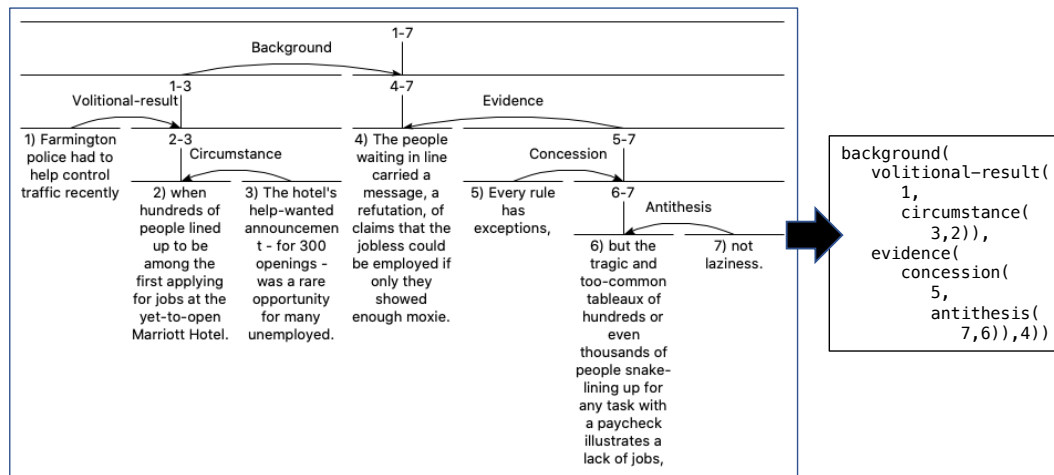 1-7
Background
1-3
4-7
Volitional-result
Evidence
1) Farmington
police had to
help control
traffic recently
2-3
Circumstance
2) when
hundreds of
people lined
up to be
among the
first applying
for jobs at the
yet-to-open
Marriott Hotel.
3) The hotel's
help-wanted
announcemen
t - for 300
openings -
was a rare
opportunity
for many
unemployed.
4) The people
waiting in line
carried a
message, a
refutation, of
claims that the
jobless could
be employed if
only they
showed
enough moxie.
5-7
Concession
5) Every rule
has
exceptions,
6-7
Antithesis
6) but the
tragic and
too-common
tableaux of
hundreds or
even
thousands of
people snake-
lining up for
any task with
a paycheck
illustrates a
lack of jobs,
7) not
laziness.
background(
volitional-result(
1,
circumstance(
3,2)),
evidence(
concession(
5,
antithesis(
7,6)),4))